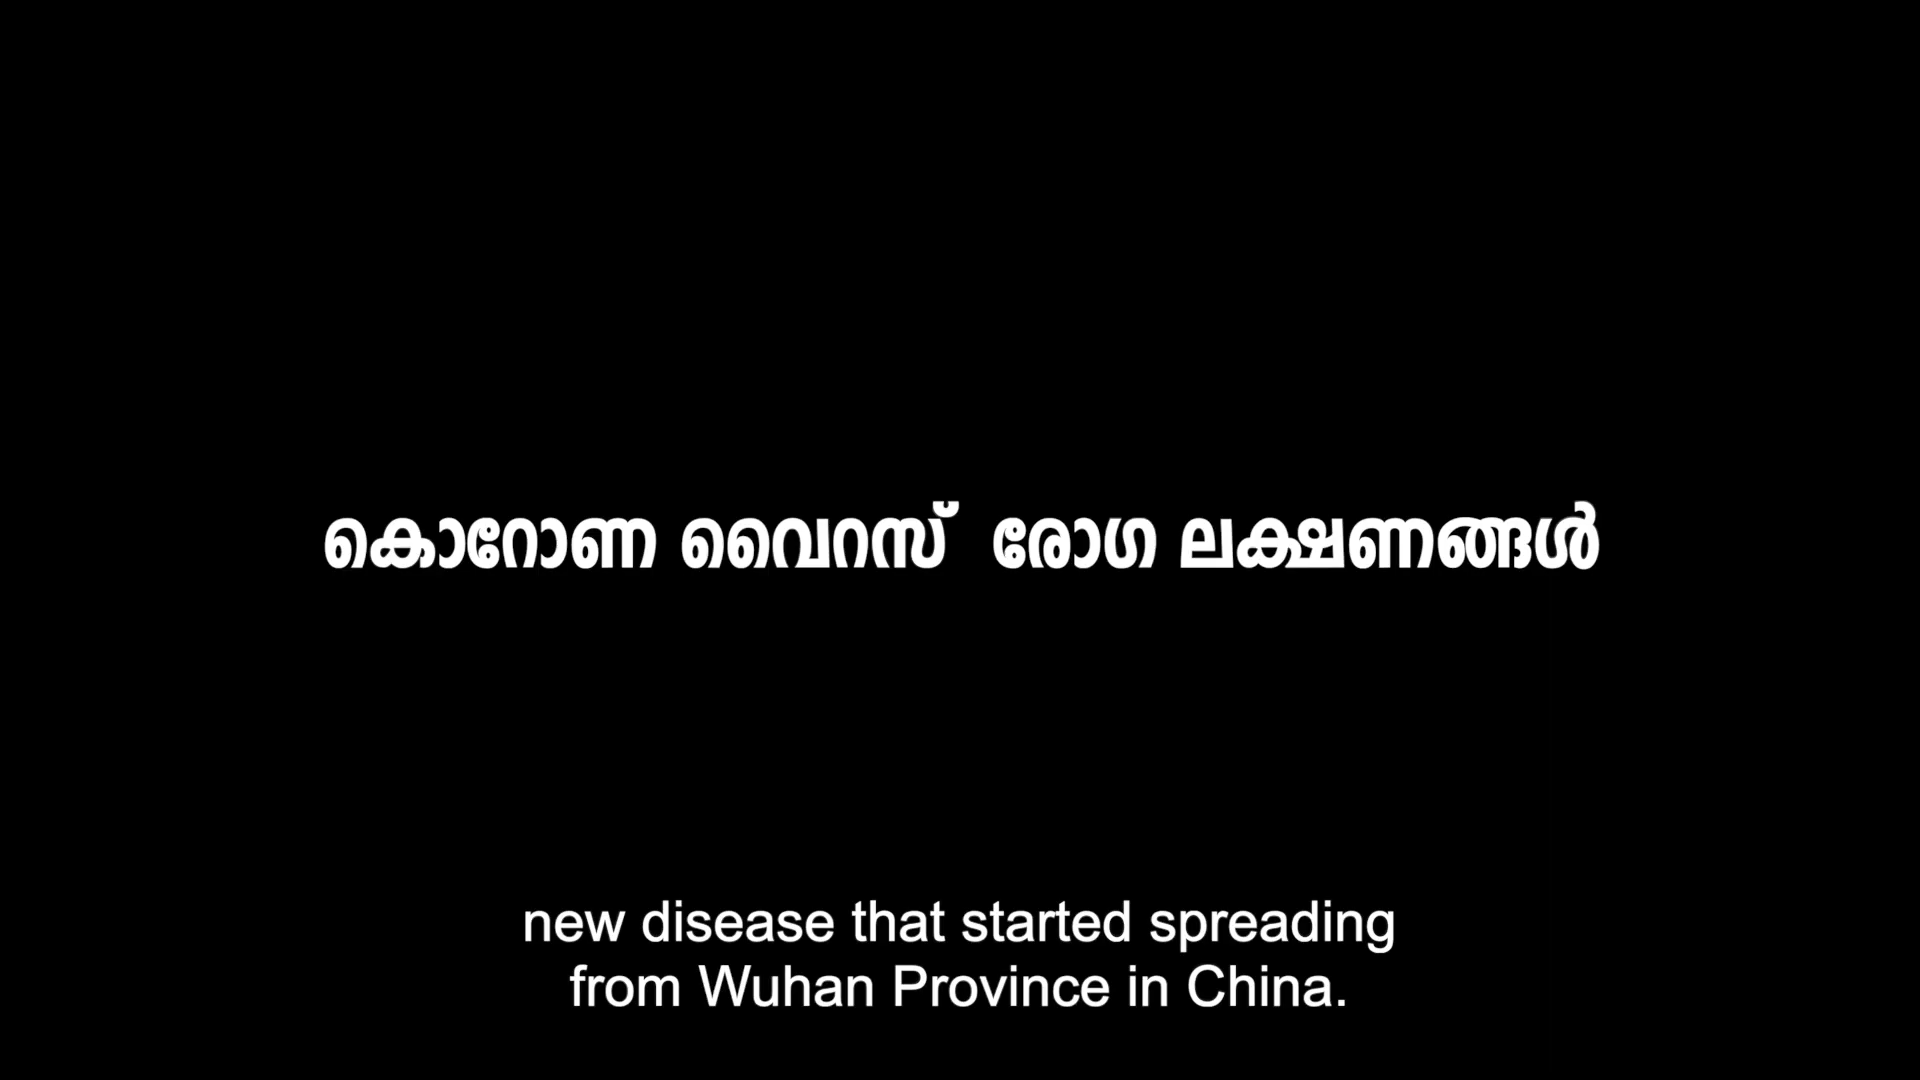 കൊറോണ വൈറസ് രോഗ ലക്ഷണങ്ങൾ
new disease that started spreading
from Wuhan Province in China.